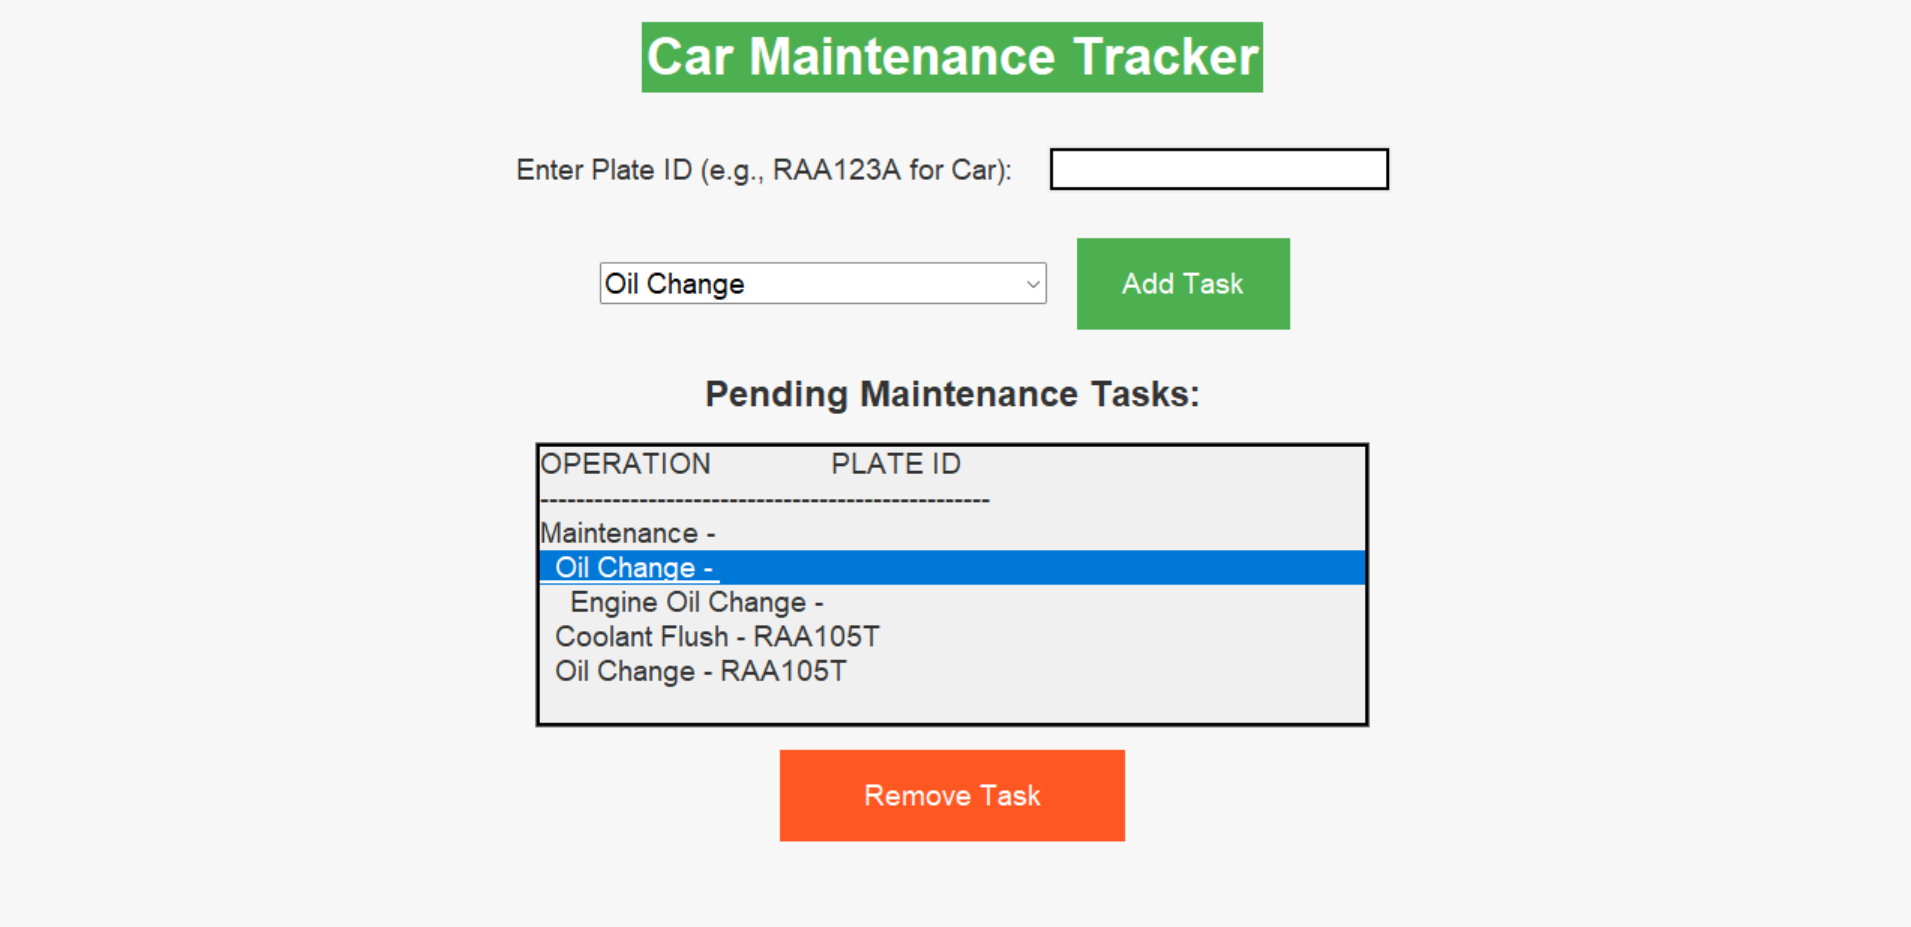 Car Maintenance Tracker
Enter Plate ID (e.g., RAA123A for Car):
Oil Change
Add Task
Pending Maintenance Tasks:
OPERATION PLATE ID
--------------------------------------------------
Maintenance -
Oil Change -
Engine Oil Change -
Coolant Flush - RAA105T
Oil Change - RAA105T
Remove Task